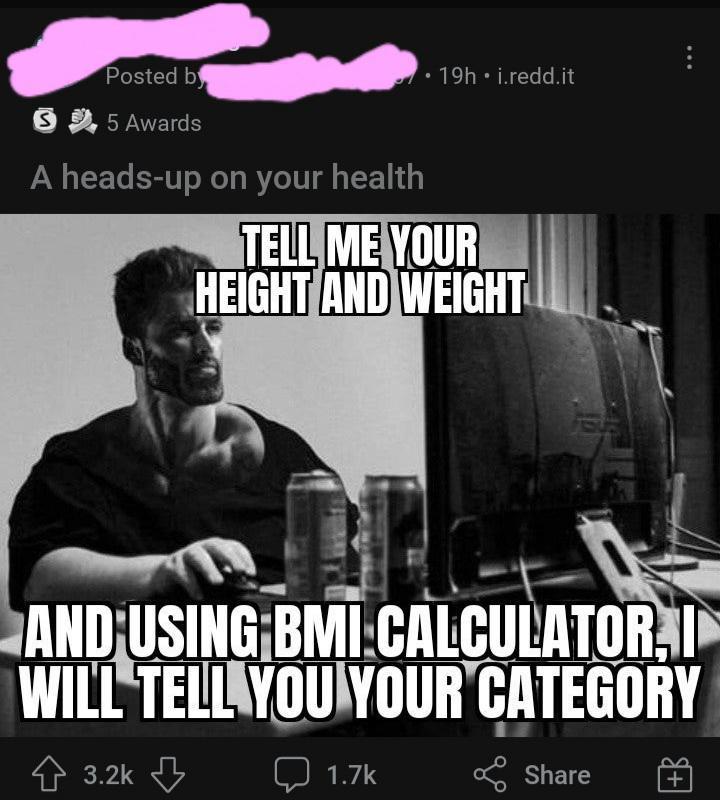 Posted by • 19h • i.redd.it
5 Awards
A heads-up on your health
TELL ME YOUR
HEIGHT AND WEIGHT
AND USING BMI CALCULATOR, I
WILL TELL YOU YOUR CATEGORY
3.2k
1.7k
Share